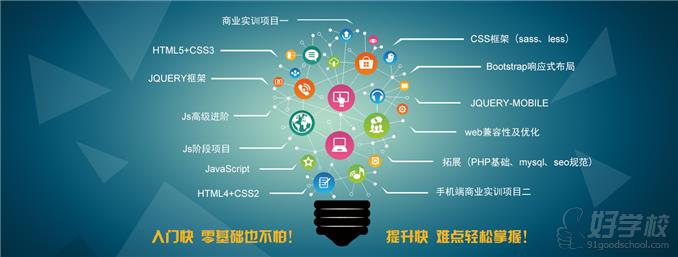 商业实训项目一
HTML5+CSS3
JQUERY框架
Js高级进阶
Js阶段项目
JavaScript
HTML4+CSS2
CSS框架（sass、less）
Bootstrap响应式布局
JQUERY-MOBILE
web兼容性及优化
拓展（PHP基础、mysql、seo规范）
手机端商业实训项目二
入门快 零基础也不怕！
提升快 难点轻松掌握！
好学校
91goodschool.com